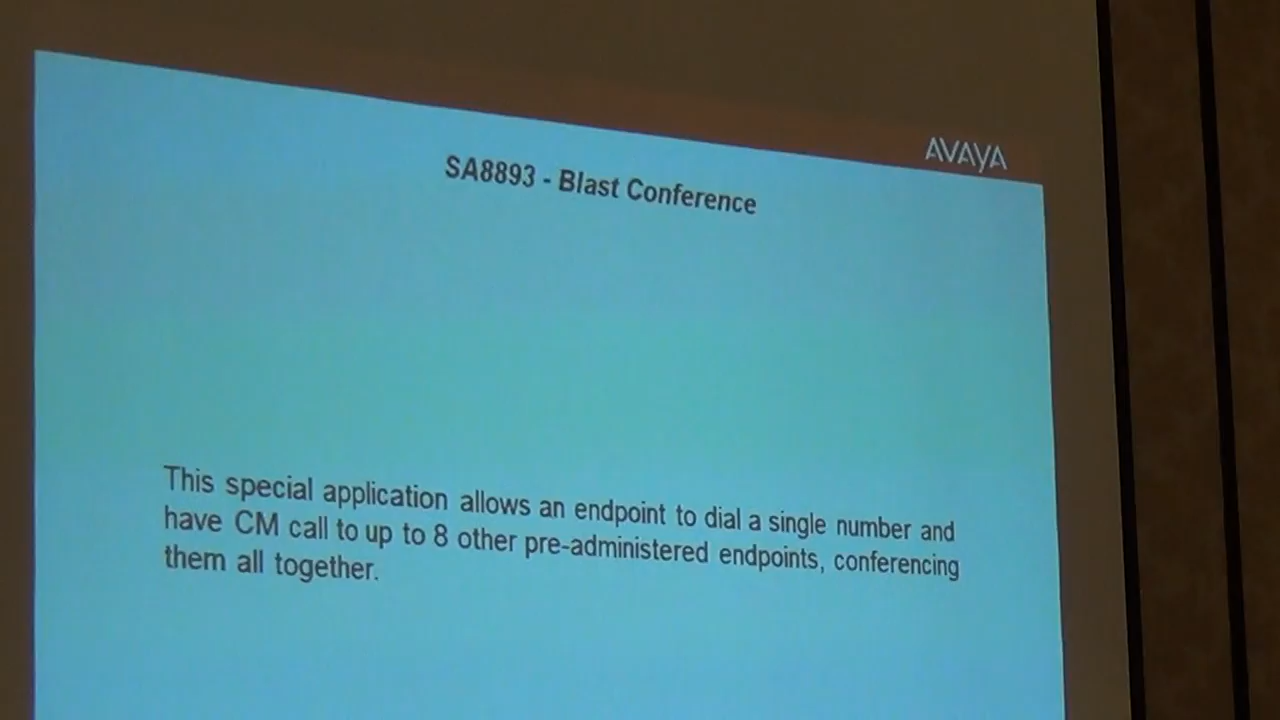 AVAYA
SA8893 - Blast Conference
This special application allows an endpoint to dial a single number and
have CM call to up to 8 other pre-administered endpoints, conferencing
them all together.